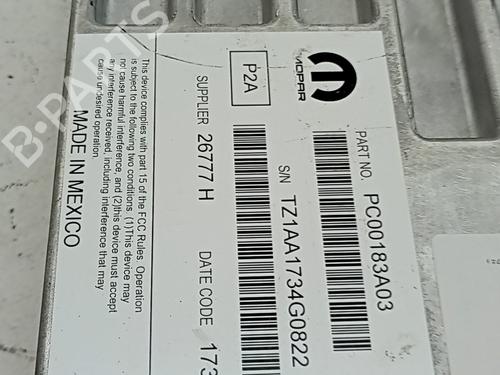 MOPAR
PART NO. PC00183A03
P2A
S/N TZ1AA1734G0822
SUPPLIER 26777 H
DATE CODE 173
This device complies with part 15 of the FCC Rules. Operation
is subject to the following two conditions. (1)This device may
not cause harmful interference, and (2)this device must accept
any interference received, including interference that may
cause undesired operation.
MADE IN MEXICO
B-PARTS